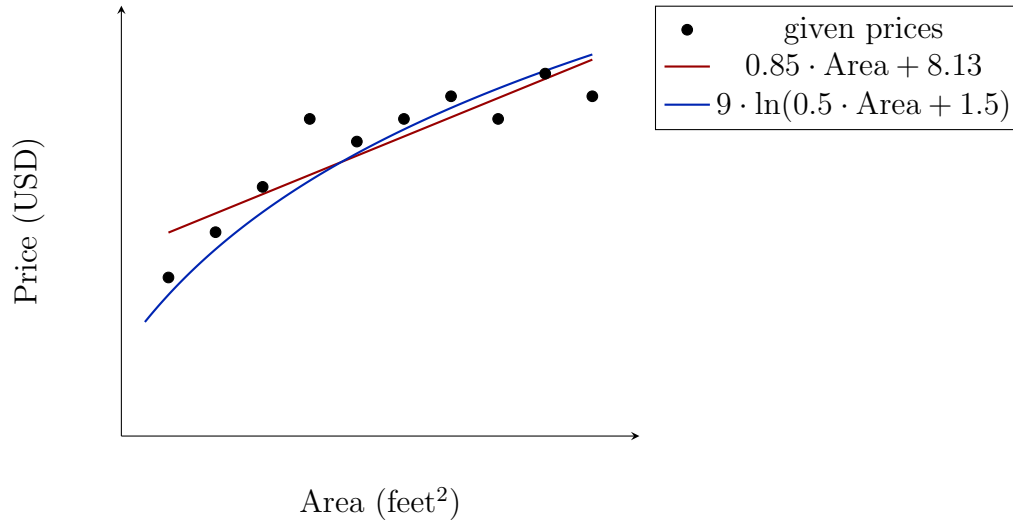 given prices
0.85 · Area + 8.13
9 · ln(0.5 · Area + 1.5)
Price (USD)
Area (feet²)